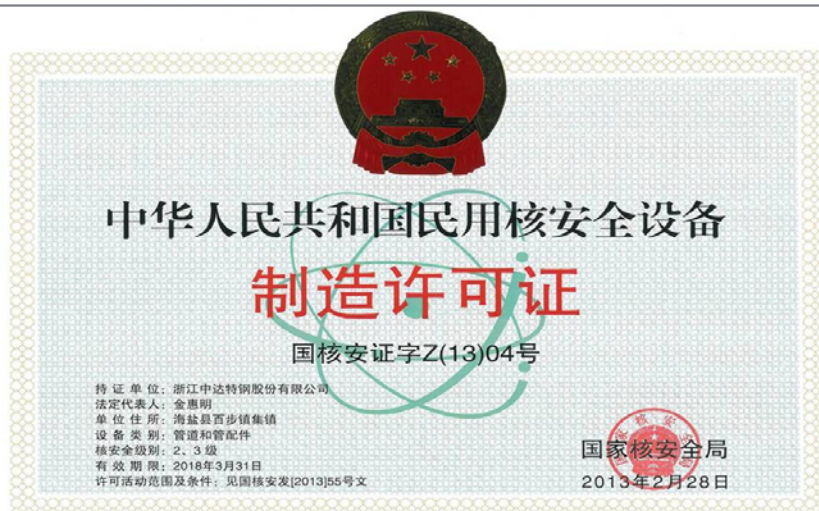 中华人民共和国民用核安全设备
制造许可证
国核安证字Z(13)04号
持证单位：浙江中达特钢股份有限公司
法定代表人：金惠明
单位住所：海盐县百步镇集镇
设备类别：管道和管配件
核安全级别：2、3级
有效期限：2018年3月31日
许可活动范围及条件：见国核安发[2013]55号文
国家核安全局
2013年2月28日